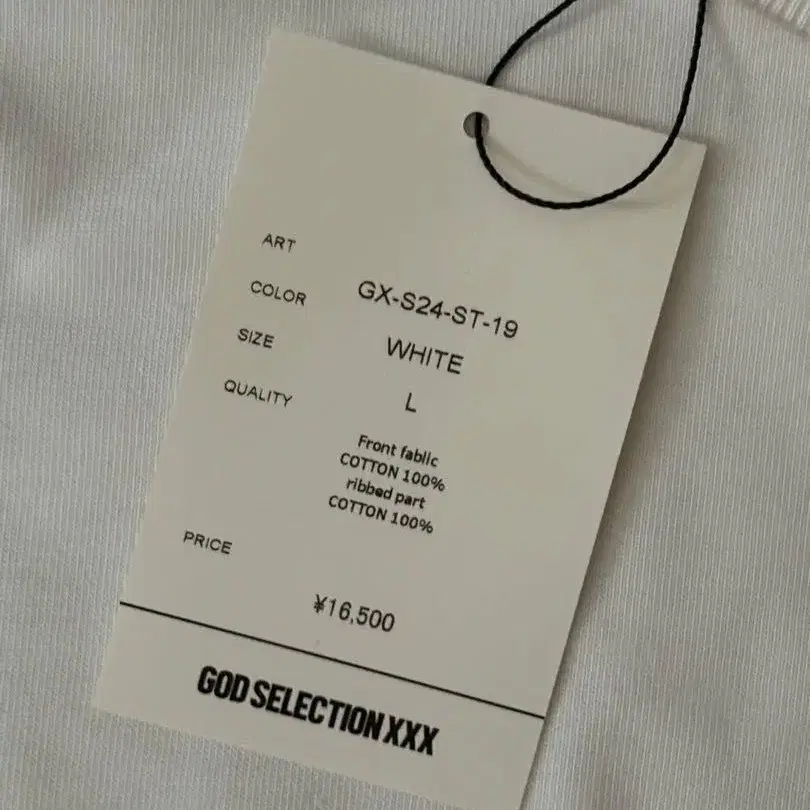 ART
GX-S24-ST-19
COLOR
WHITE
SIZE
L
QUALITY
Front fablic
COTTON 100%
ribbed part
COTTON 100%
PRICE
¥16,500
GOD SELECTION XXX